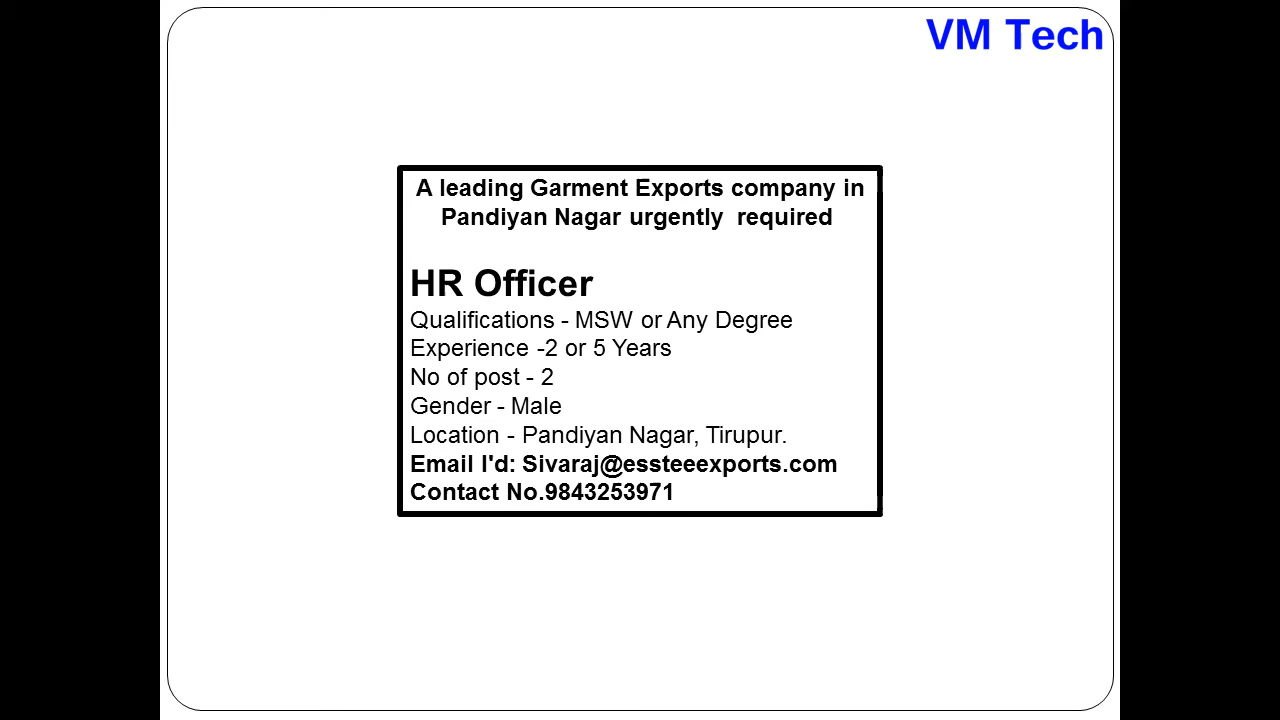 VM Tech
A leading Garment Exports company in
Pandiyan Nagar urgently  required
HR Officer
Qualifications - MSW or Any Degree
Experience -2 or 5 Years
No of post - 2
Gender - Male
Location - Pandiyan Nagar, Tirupur.
Email I'd: Sivaraj@essteeexports.com
Contact No.9843253971